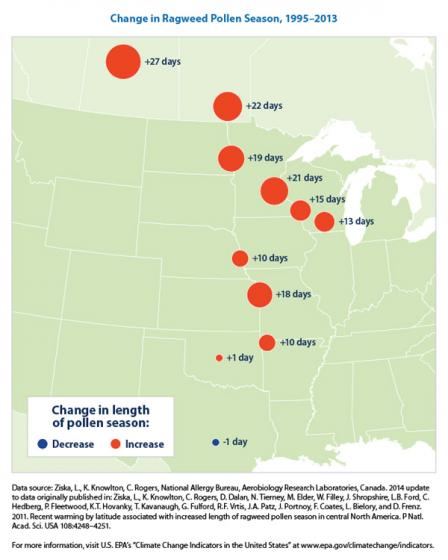 Change in Ragweed Pollen Season, 1995–2013
+27 days
+22 days
+19 days
+21 days
+15 days
+13 days
+10 days
+18 days
+10 days
+1 day
-1 day
Change in length
of pollen season:
Decrease
Increase
Data source: Ziska, L., K. Knowlton, C. Rogers, National Allergy Bureau, Aerobiology Research Laboratories, Canada. 2014 update
to data originally published in: Ziska, L., K. Knowlton, C. Rogers, D. Dalan, N. Tierney, M. Elder, W. Filley, J. Shropshire, L.B. Ford, C.
Hedberg, P. Fleetwood, K.T. Hovanky, T. Kavanaugh, G. Fulford, R.F. Vrtis, J.A. Patz, J. Portnoy, F. Coates, L. Bielory, and D. Frenz.
2011. Recent warming by latitude associated with increased length of ragweed pollen season in central North America. P Natl.
Acad. Sci. USA 108:4248–4251.
For more information, visit U.S. EPA's "Climate Change Indicators in the United States" at www.epa.gov/climatechange/indicators.